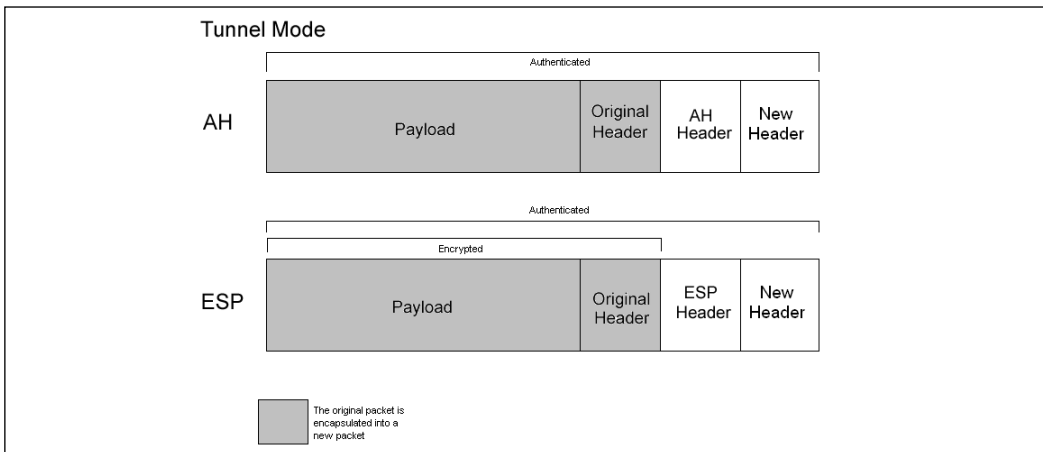 Tunnel Mode
Authenticated
AH
Payload
Original
Header
AH
Header
New
Header
Authenticated
Encrypted
ESP
Payload
Original
Header
ESP
Header
New
Header
The original packet is
encapsulated into a
new packet